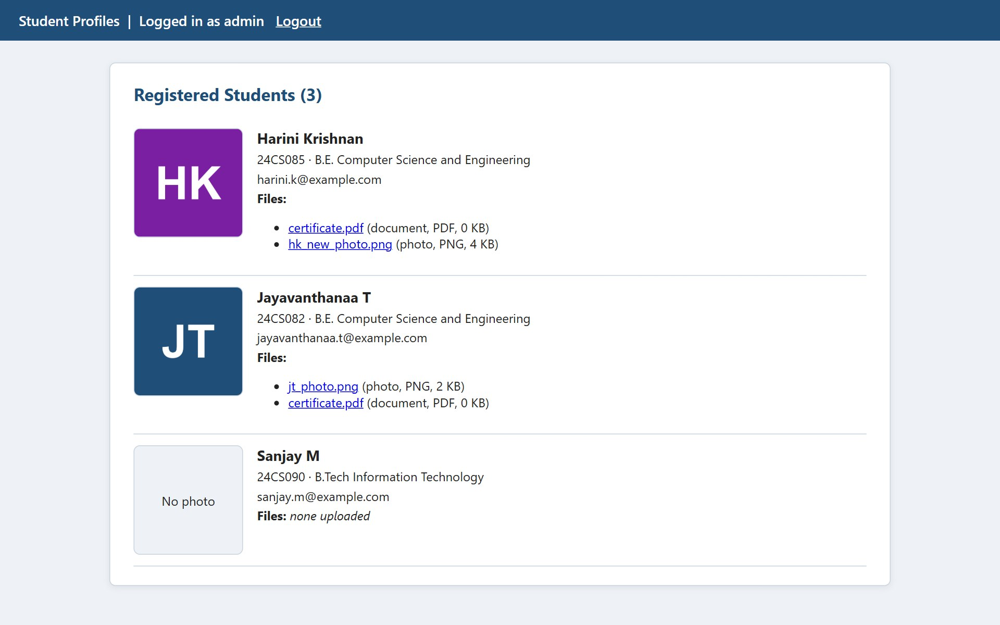 Student Profiles | Logged in as admin Logout
Registered Students (3)
HK
Harini Krishnan
24CS085 · B.E. Computer Science and Engineering
harini.k@example.com
Files:
• certificate.pdf (document, PDF, 0 KB)
• hk_new_photo.png (photo, PNG, 4 KB)
JT
Jayavanthanaa T
24CS082 · B.E. Computer Science and Engineering
jayavanthanaa.t@example.com
Files:
• jt_photo.png (photo, PNG, 2 KB)
• certificate.pdf (document, PDF, 0 KB)
No photo
Sanjay M
24CS090 · B.Tech Information Technology
sanjay.m@example.com
Files: none uploaded